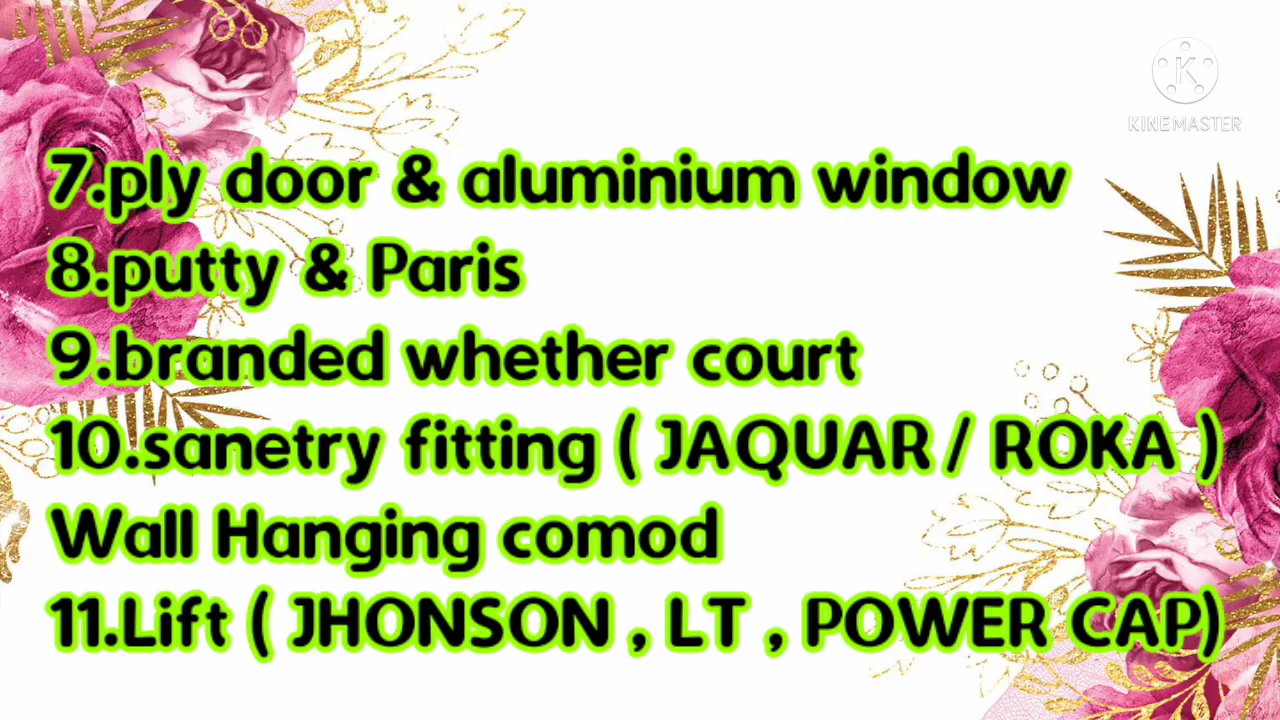 KINEMASTER
7.ply door & aluminium window
8.putty & Paris
9.branded whether court
10.sanetry fitting ( JAQUAR / ROKA )
Wall Hanging comod
11.Lift ( JHONSON , LT , POWER CAP)